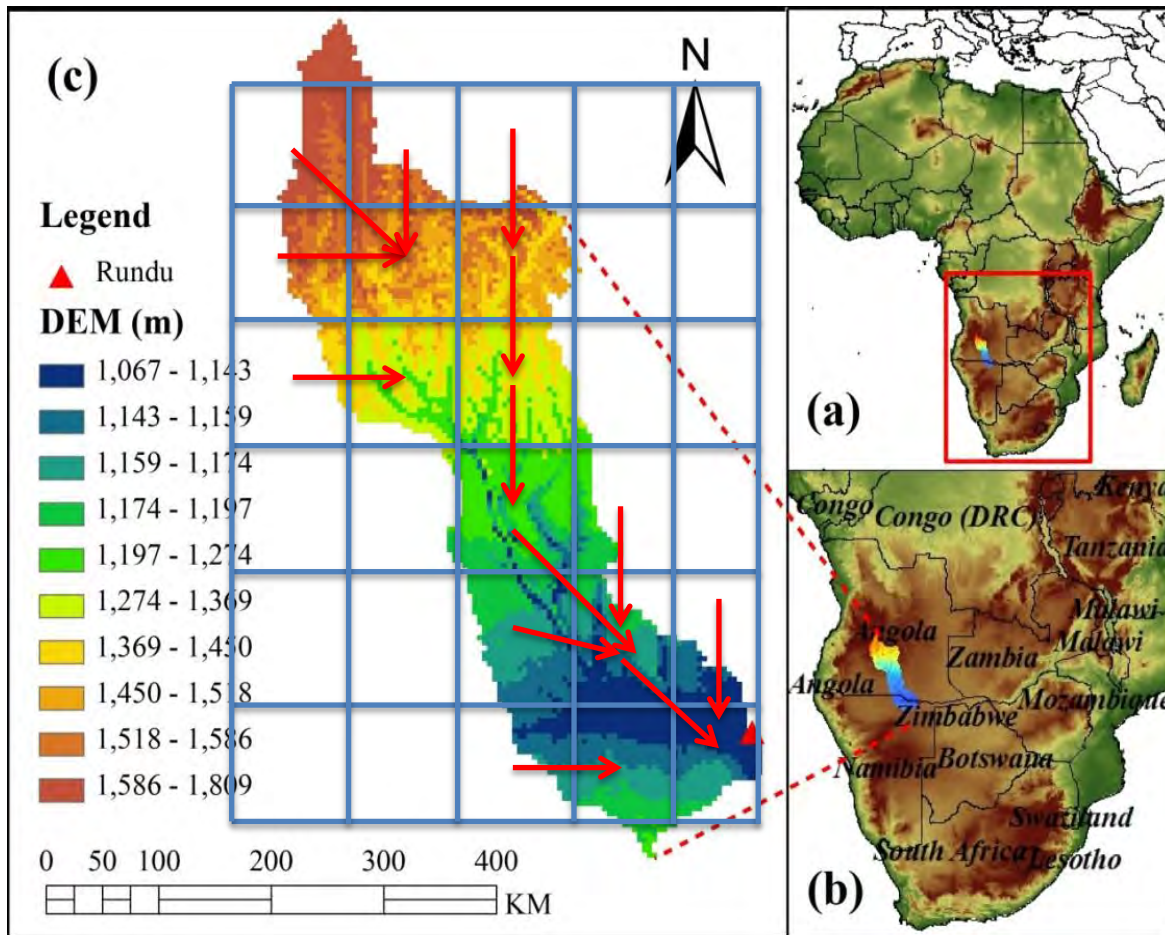 (c)
N
Legend
Rundu
DEM (m)
1,067 - 1,143
1,143 - 1,159
1,159 - 1,174
1,174 - 1,197
1,197 - 1,274
1,274 - 1,369
1,369 - 1,450
1,450 - 1,518
1,518 - 1,586
1,586 - 1,809
0 50 100 200 300 400
KM
(a)
Congo
Congo (DRC)
Kenya
Tanzania
Malawi
Angola
Malawi
Zambia
Angola
Mozambique
Zimbabwe
Namibia
Botswana
Swaziland
South Africa
Lesotho
(b)